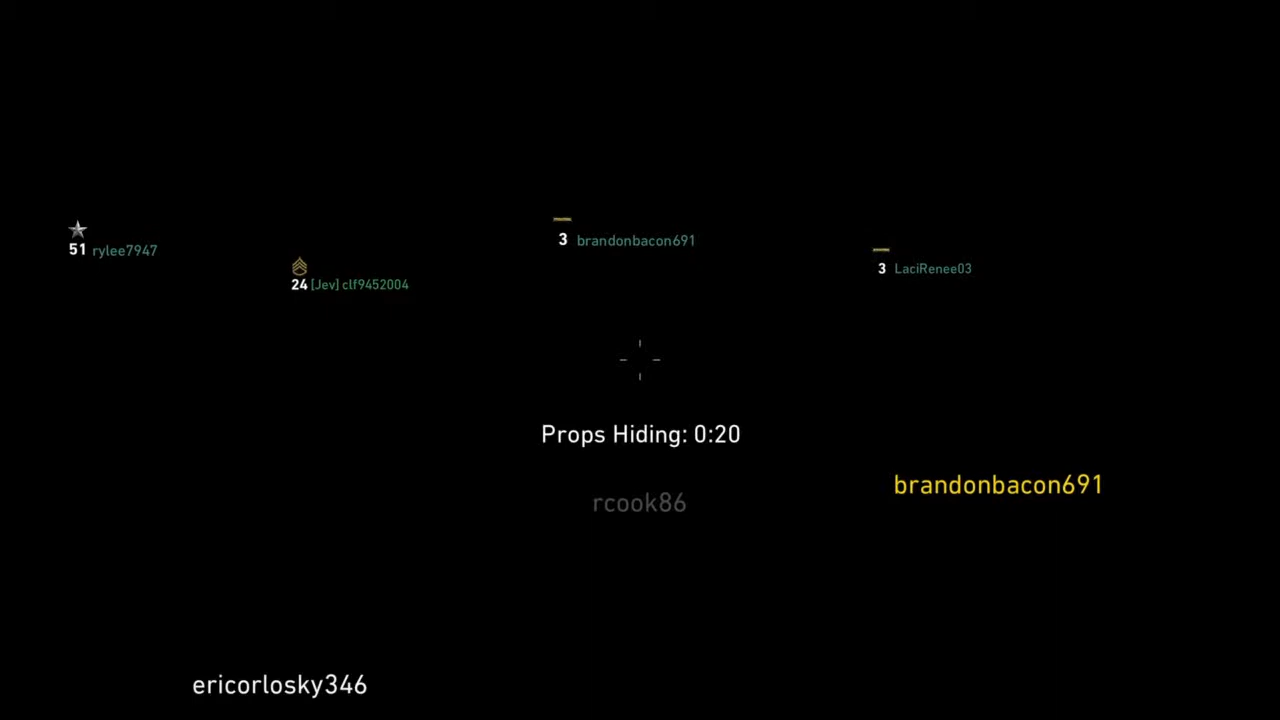 51 rylee7947
24 [Jev] clf9452004
3 brandonbacon691
3 LaciRenee03
Props Hiding: 0:20
brandonbacon691
rcook86
ericorlosky346